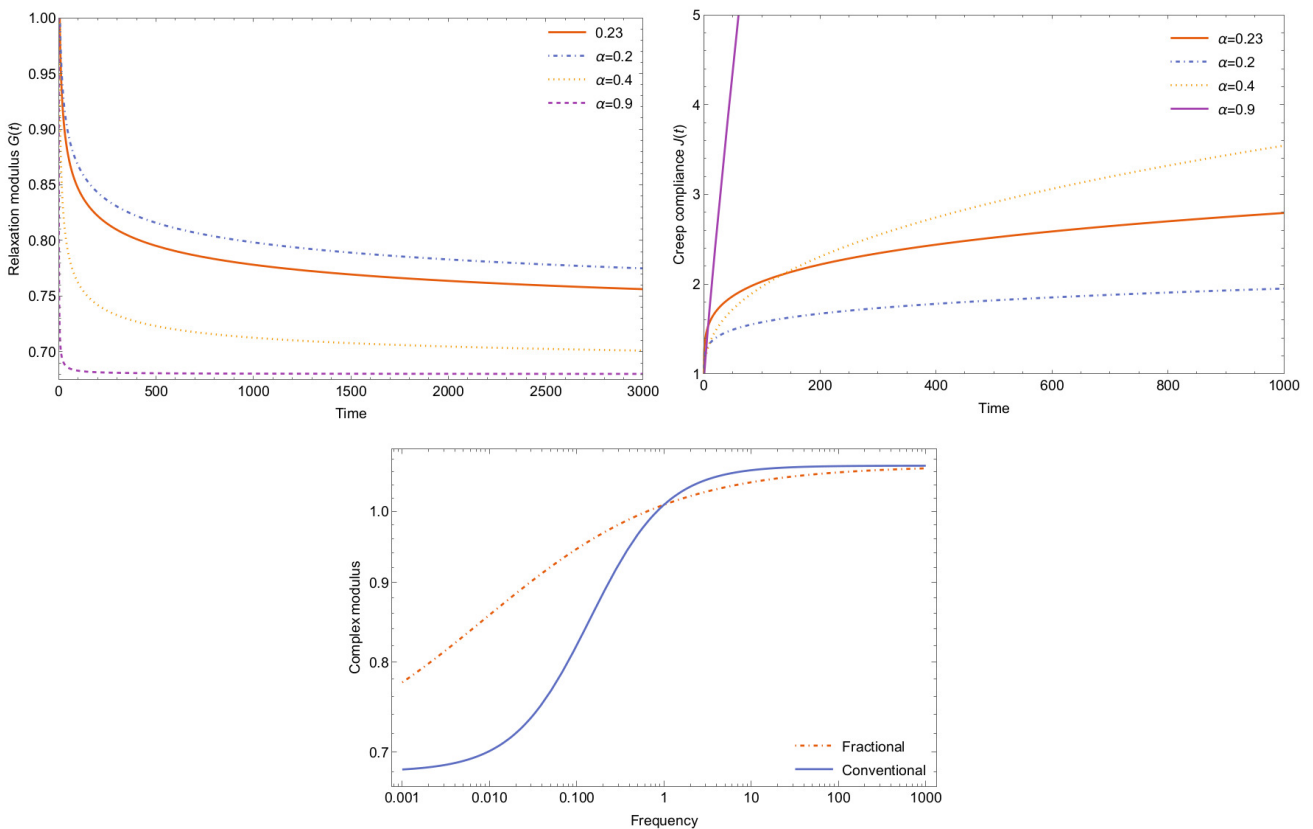 1.00
0.95
0.90
0.85
0.80
0.75
0.70
Relaxation modulus G(t)
0.23
α=0.2
α=0.4
α=0.9
0 500 1000 1500 2000 2500 3000
Time
5
4
3
2
1
Creep compliance J(t)
α=0.23
α=0.2
α=0.4
α=0.9
0 200 400 600 800 1000
Time
1.0
0.9
0.8
0.7
Complex modulus
Fractional
Conventional
0.001 0.010 0.100 1 10 100 1000
Frequency